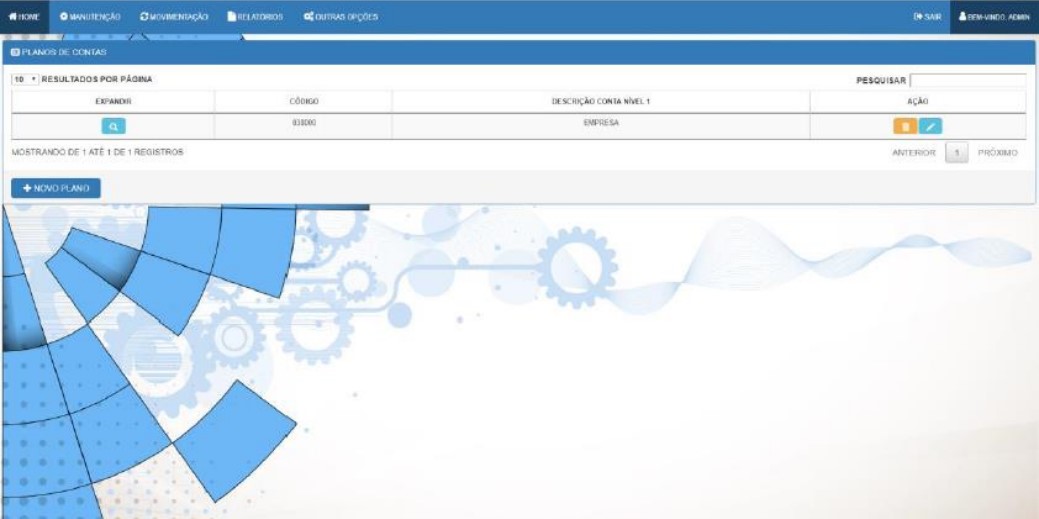 HOME MANUTENÇÃO MOVIMENTAÇÃO RELATÓRIOS OUTRAS OPÇÕES SAIR BEM-VINDO, ADMIN
PLANOS DE CONTAS
10 RESULTADOS POR PÁGINA PESQUISAR
EXPANDIR CÓDIGO DESCRIÇÃO CONTA NÍVEL 1 AÇÃO
EMPRESA
MOSTRANDO DE 1 ATÉ 1 DE 1 REGISTROS ANTERIOR 1 PRÓXIMO
NOVO PLANO